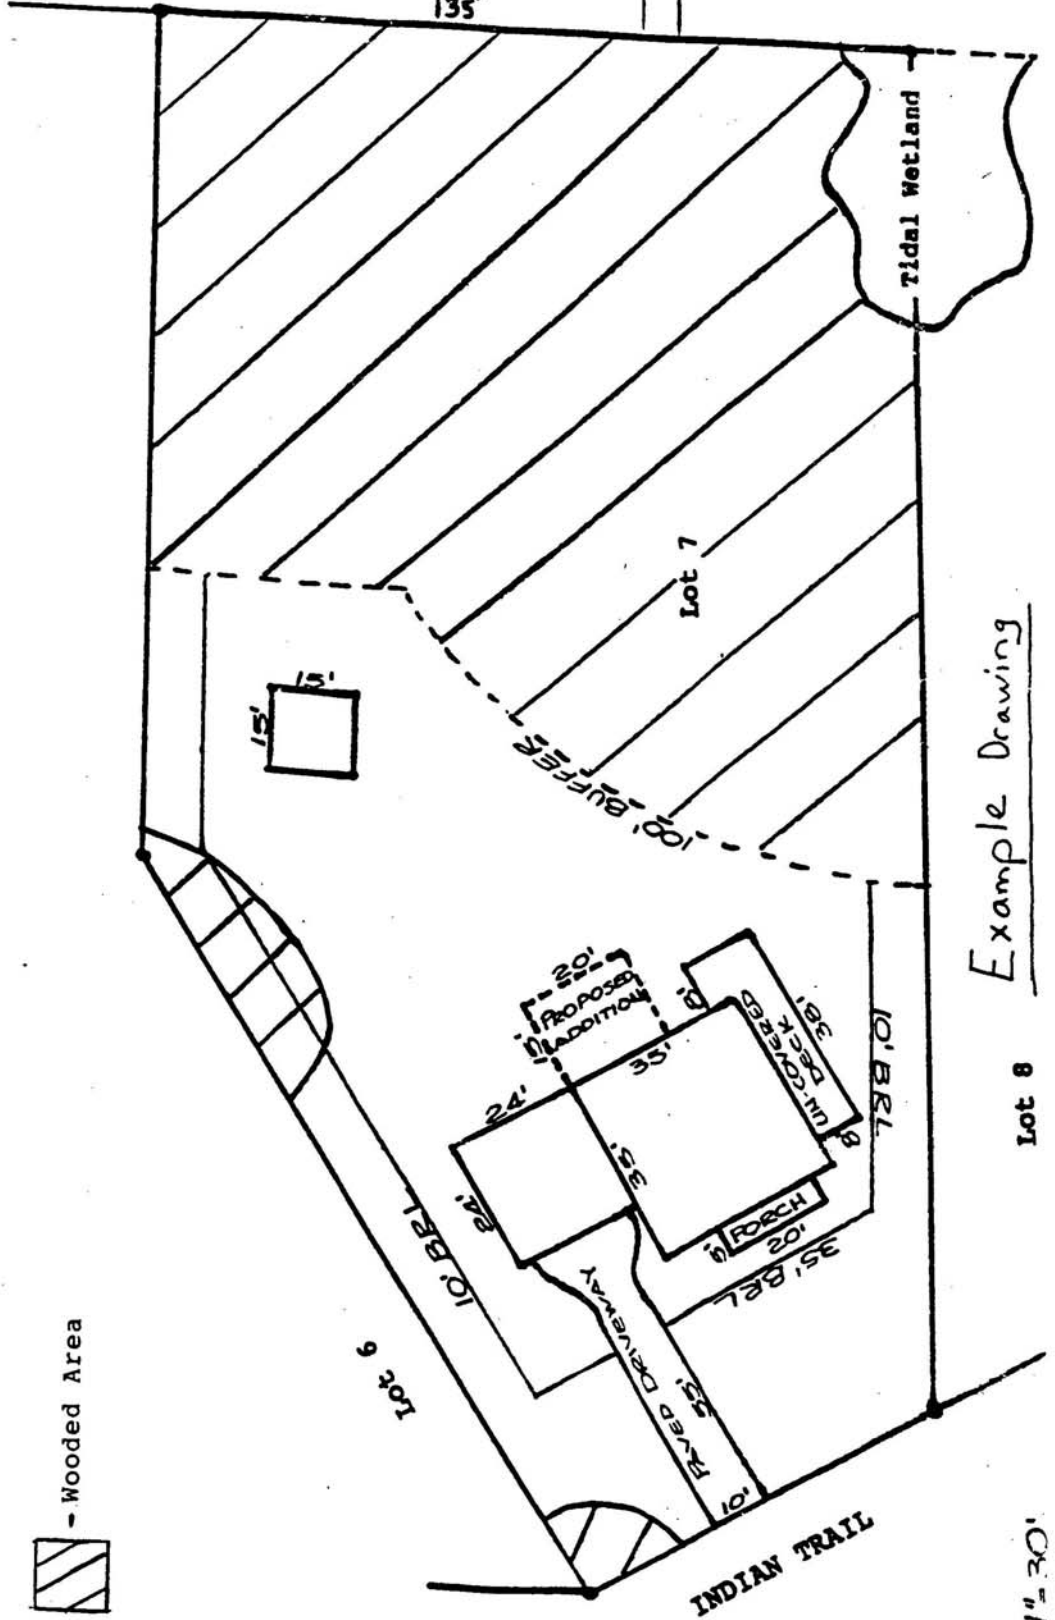 135'
Tidal Wetland
Lot 7
15'
15'
100' BUFFER
Example Drawing
20'
PROPOSED
ADDITION
15'
8'
35'
UN-COVERED
DECK
38'
8'
10' BRL
Lot 8
24'
24'
35'
10' BRL
PORCH
5'
20'
35' BRL
PAVED DRIVEWAY
55'
10'
Lot 6
- Wooded Area
INDIAN TRAIL
1"=30'